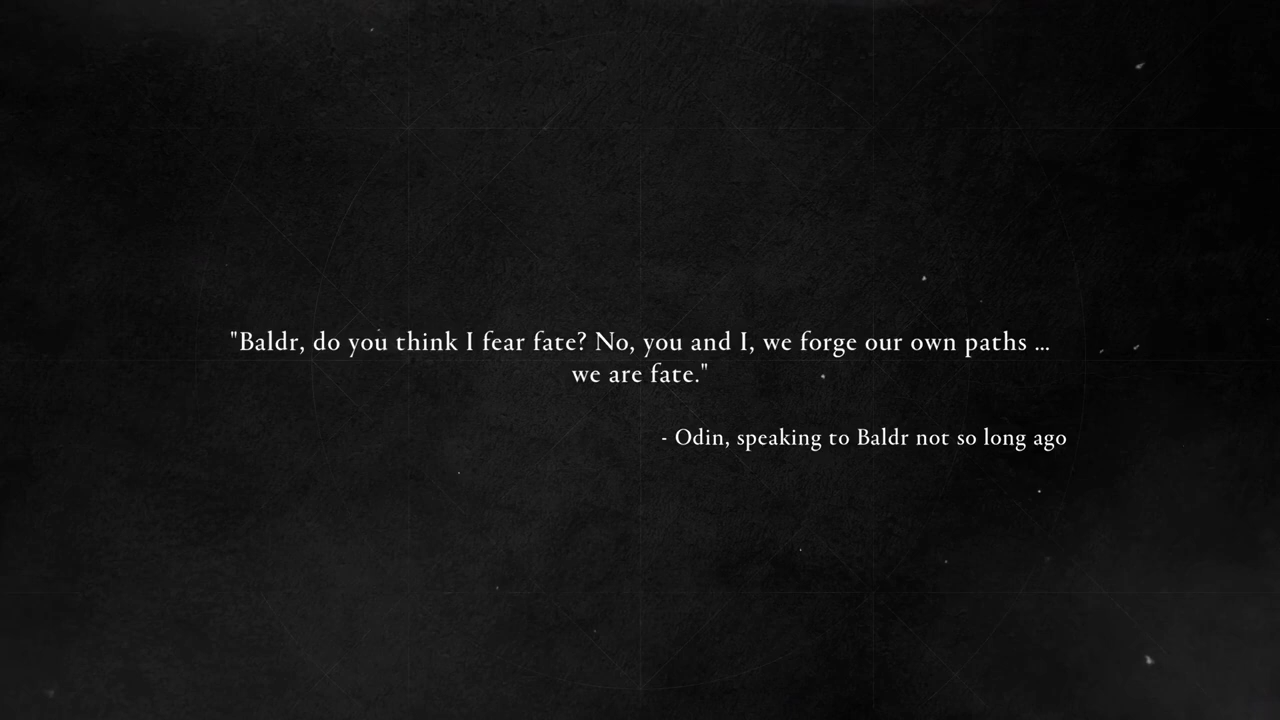 "Baldr, do you think I fear fate? No, you and I, we forge our own paths ...
we are fate."
- Odin, speaking to Baldr not so long ago